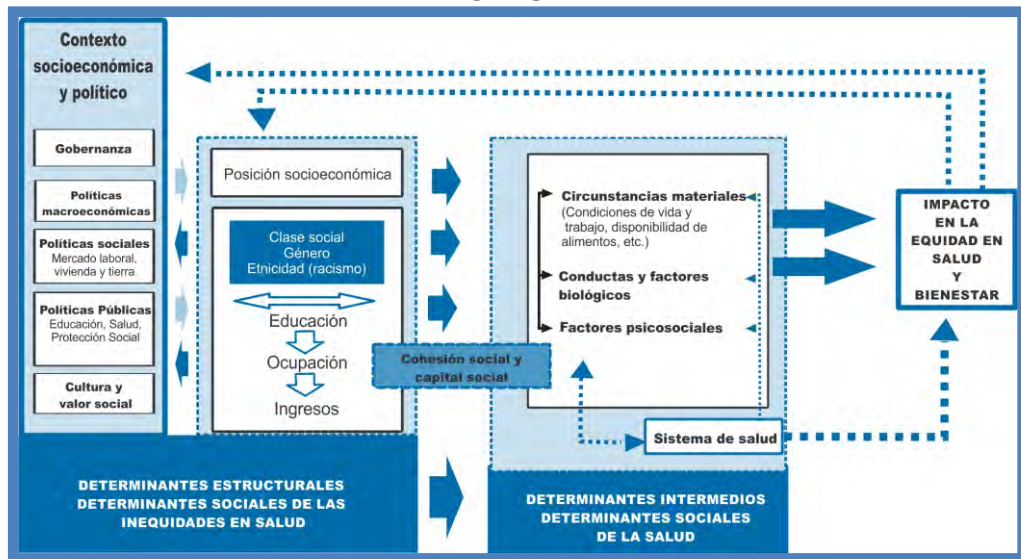 Contexto
socioeconómica
y político
Gobernanza
Políticas
macroeconómicas
Políticas sociales
Mercado laboral,
vivienda y tierra
Políticas Públicas
Educación, Salud,
Protección Social
Cultura y
valor social
Posición socioeconómica
Clase social
Género
Etnicidad (racismo)
Educación
Ocupación
Ingresos
Cohesión social y
capital social
Circunstancias materiales
(Condiciones de vida y
trabajo, disponibilidad de
alimentos, etc.)
Conductas y factores
biológicos
Factores psicosociales
Sistema de salud
IMPACTO
EN LA
EQUIDAD EN
SALUD
Y
BIENESTAR
DETERMINANTES ESTRUCTURALES
DETERMINANTES SOCIALES DE LAS
INEQUIDADES EN SALUD
DETERMINANTES INTERMEDIOS
DETERMINANTES SOCIALES
DE LA SALUD